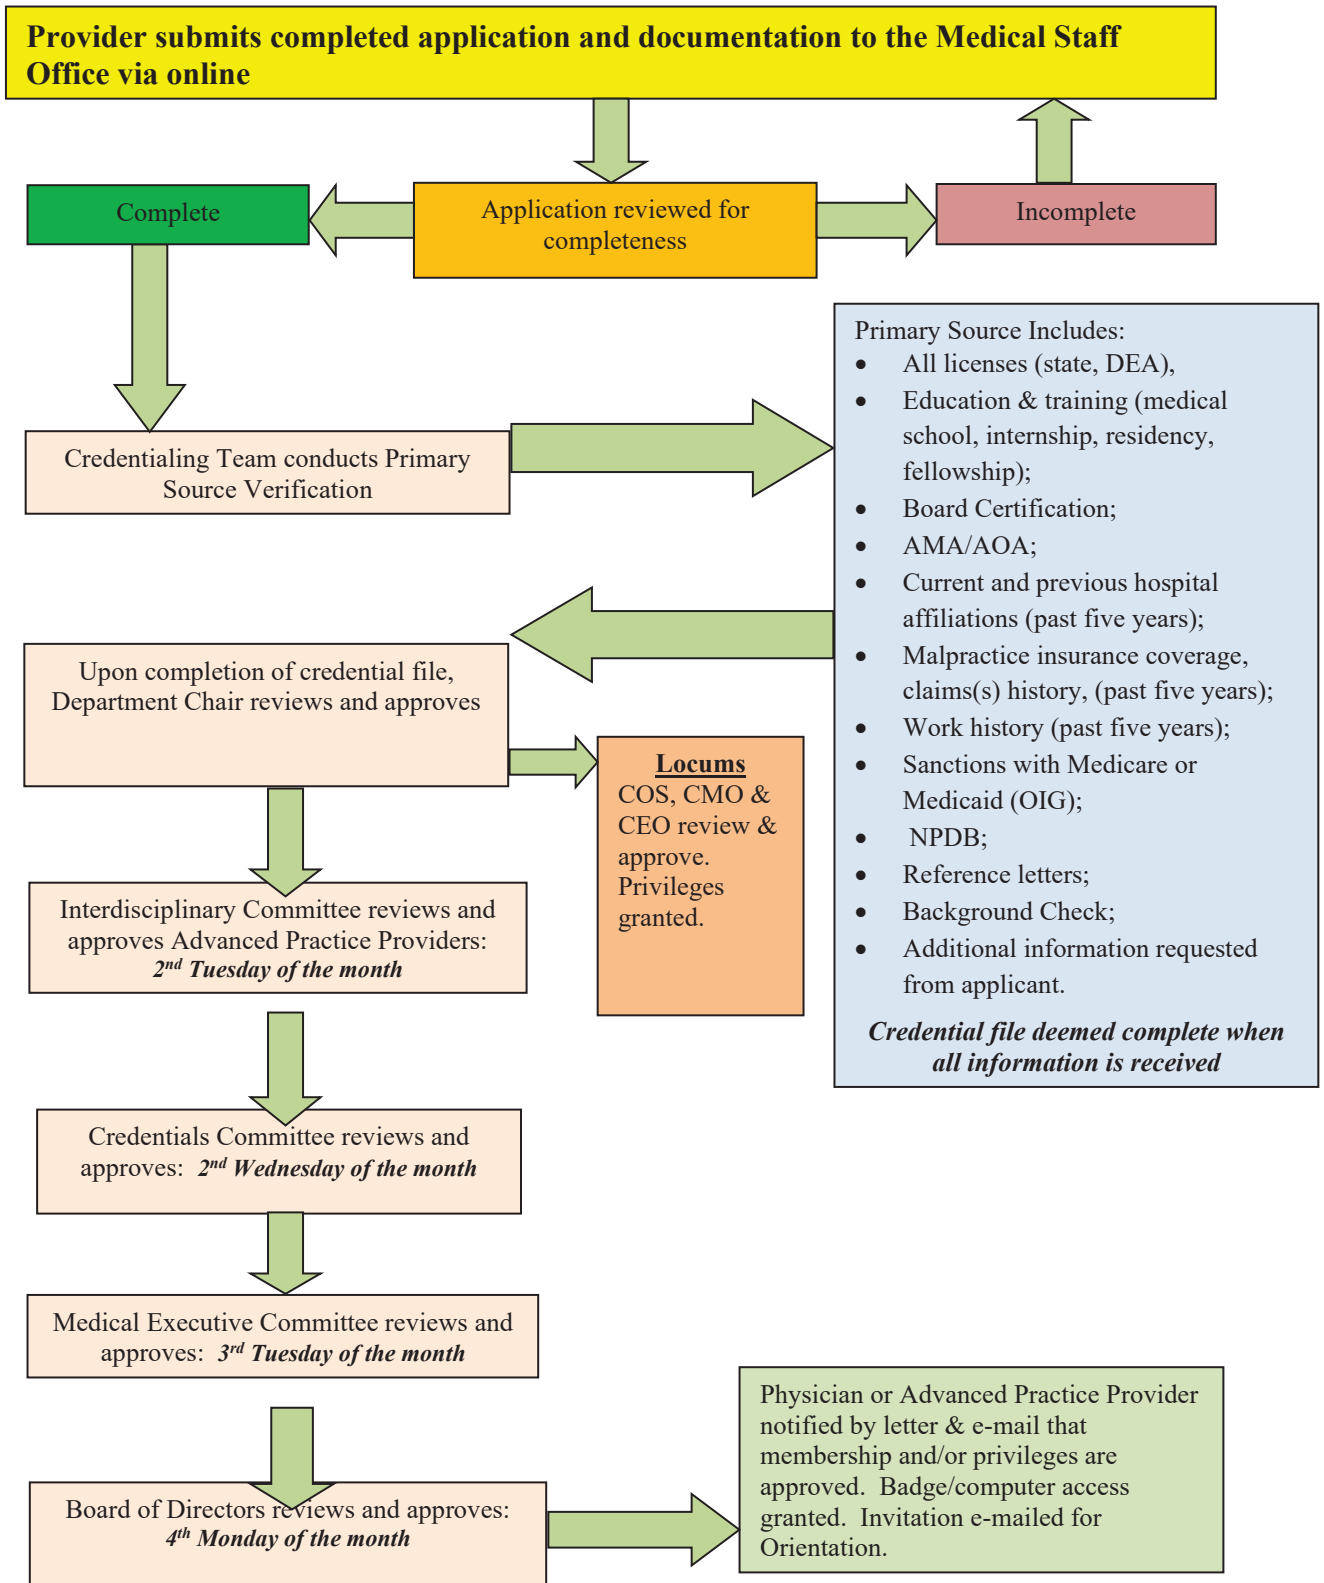 Provider submits completed application and documentation to the Medical Staff
Office via online
Complete
Application reviewed for
completeness
Incomplete
Primary Source Includes:
• All licenses (state, DEA),
• Education & training (medical
school, internship, residency,
fellowship);
• Board Certification;
• AMA/AOA;
• Current and previous hospital
affiliations (past five years);
• Malpractice insurance coverage,
claims(s) history, (past five years);
• Work history (past five years);
• Sanctions with Medicare or
Medicaid (OIG);
• NPDB;
• Reference letters;
• Background Check;
• Additional information requested
from applicant.
Credential file deemed complete when
all information is received
Credentialing Team conducts Primary
Source Verification
Upon completion of credential file,
Department Chair reviews and approves
Locums
COS, CMO &
CEO review &
approve.
Privileges
granted.
Interdisciplinary Committee reviews and
approves Advanced Practice Providers:
2nd Tuesday of the month
Credentials Committee reviews and
approves: 2nd Wednesday of the month
Medical Executive Committee reviews and
approves: 3rd Tuesday of the month
Board of Directors reviews and approves:
4th Monday of the month
Physician or Advanced Practice Provider
notified by letter & e-mail that
membership and/or privileges are
approved. Badge/computer access
granted. Invitation e-mailed for
Orientation.